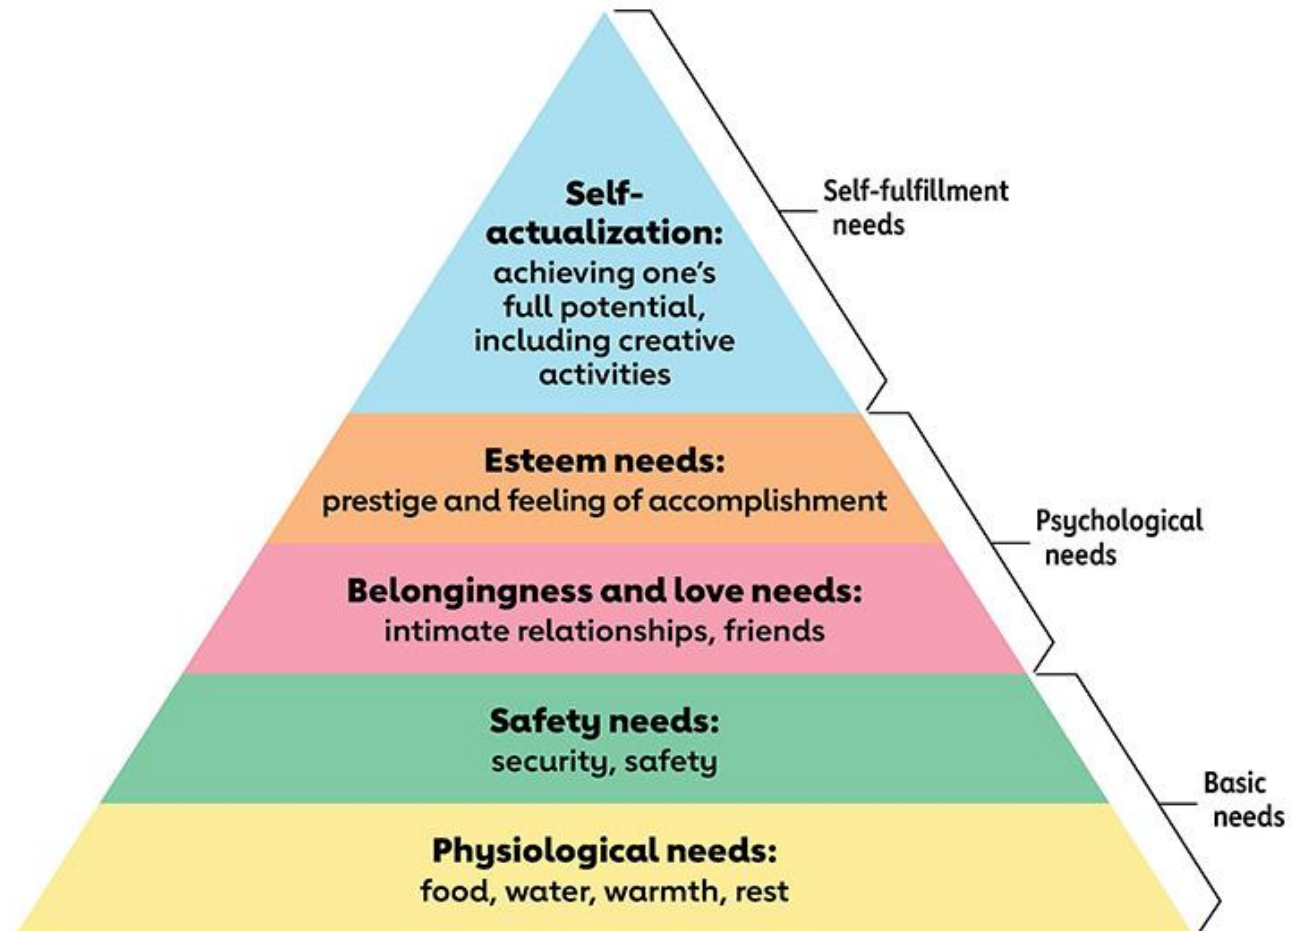 Self-
actualization:
achieving one's
full potential,
including creative
activities
Self-fulfillment
needs
Esteem needs:
prestige and feeling of accomplishment
Psychological
needs
Belongingness and love needs:
intimate relationships, friends
Safety needs:
security, safety
Basic
needs
Physiological needs:
food, water, warmth, rest